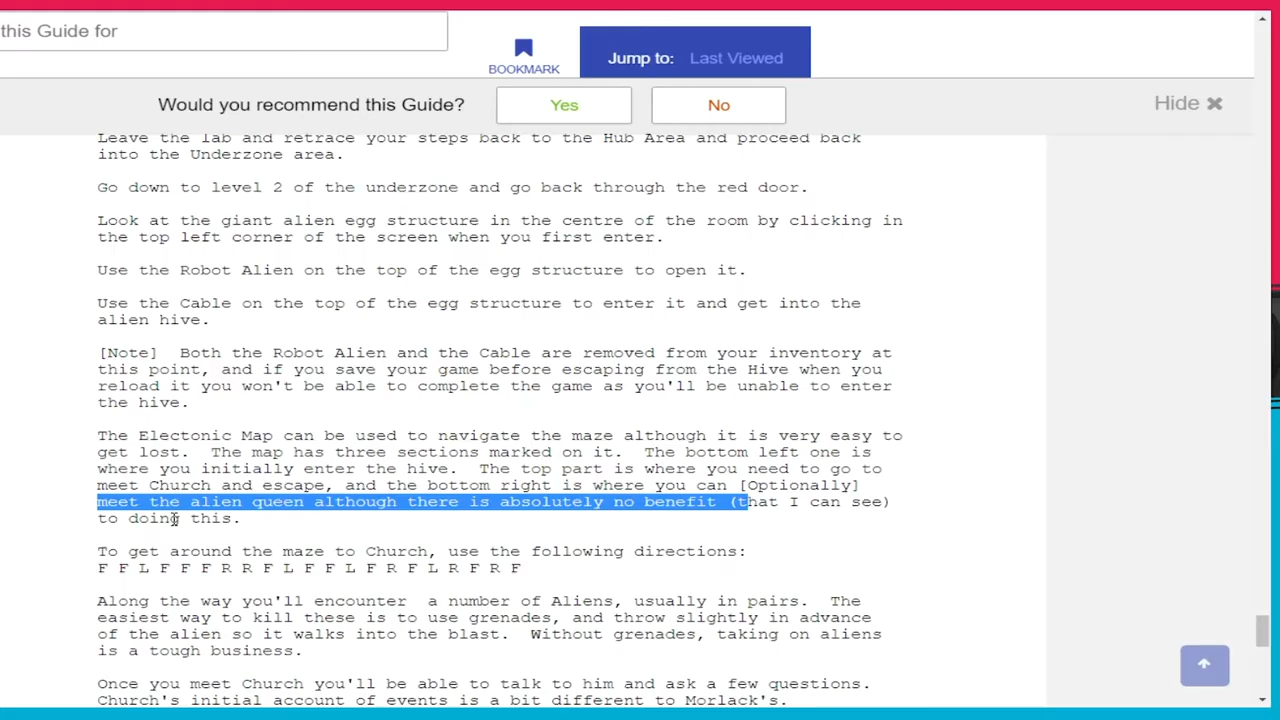 this Guide for
BOOKMARK
Jump to: Last Viewed
Would you recommend this Guide?
Yes
No
Hide ✖
Leave the lab and retrace your steps back to the Hub Area and proceed back
into the Underzone area.
Go down to level 2 of the underzone and go back through the red door.
Look at the giant alien egg structure in the centre of the room by clicking in
the top left corner of the screen when you first enter.
Use the Robot Alien on the top of the egg structure to open it.
Use the Cable on the top of the egg structure to enter it and get into the
alien hive.
[Note]  Both the Robot Alien and the Cable are removed from your inventory at
this point, and if you save your game before escaping from the Hive when you
reload it you won't be able to complete the game as you'll be unable to enter
the hive.
The Electonic Map can be used to navigate the maze although it is very easy to
get lost.  The map has three sections marked on it.  The bottom left one is
where you initially enter the hive.  The top part is where you need to go to
meet Church and escape, and the bottom right is where you can [Optionally]
meet the alien queen although there is absolutely no benefit (that I can see)
to doing this.
To get around the maze to Church, use the following directions:
F F L F F F R R F L F F L F R F L R F R F
Along the way you'll encounter  a number of Aliens, usually in pairs.  The
easiest way to kill these is to use grenades, and throw slightly in advance
of the alien so it walks into the blast.  Without grenades, taking on aliens
is a tough business.
Once you meet Church you'll be able to talk to him and ask a few questions.
Church's initial account of events is a bit different to Morlack's.